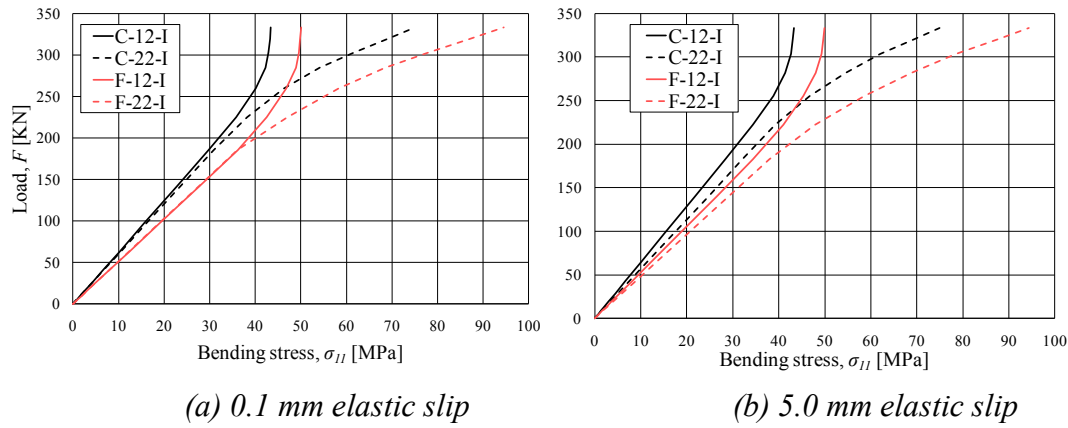 350
300
250
200
150
100
50
0
Load, F [KN]
C-12-I
C-22-I
F-12-I
F-22-I
0 10 20 30 40 50 60 70 80 90 100
Bending stress, σ11 [MPa]
(a) 0.1 mm elastic slip
350
300
250
200
150
100
50
0
C-12-I
C-22-I
F-12-I
F-22-I
0 10 20 30 40 50 60 70 80 90 100
Bending stress, σ11 [MPa]
(b) 5.0 mm elastic slip